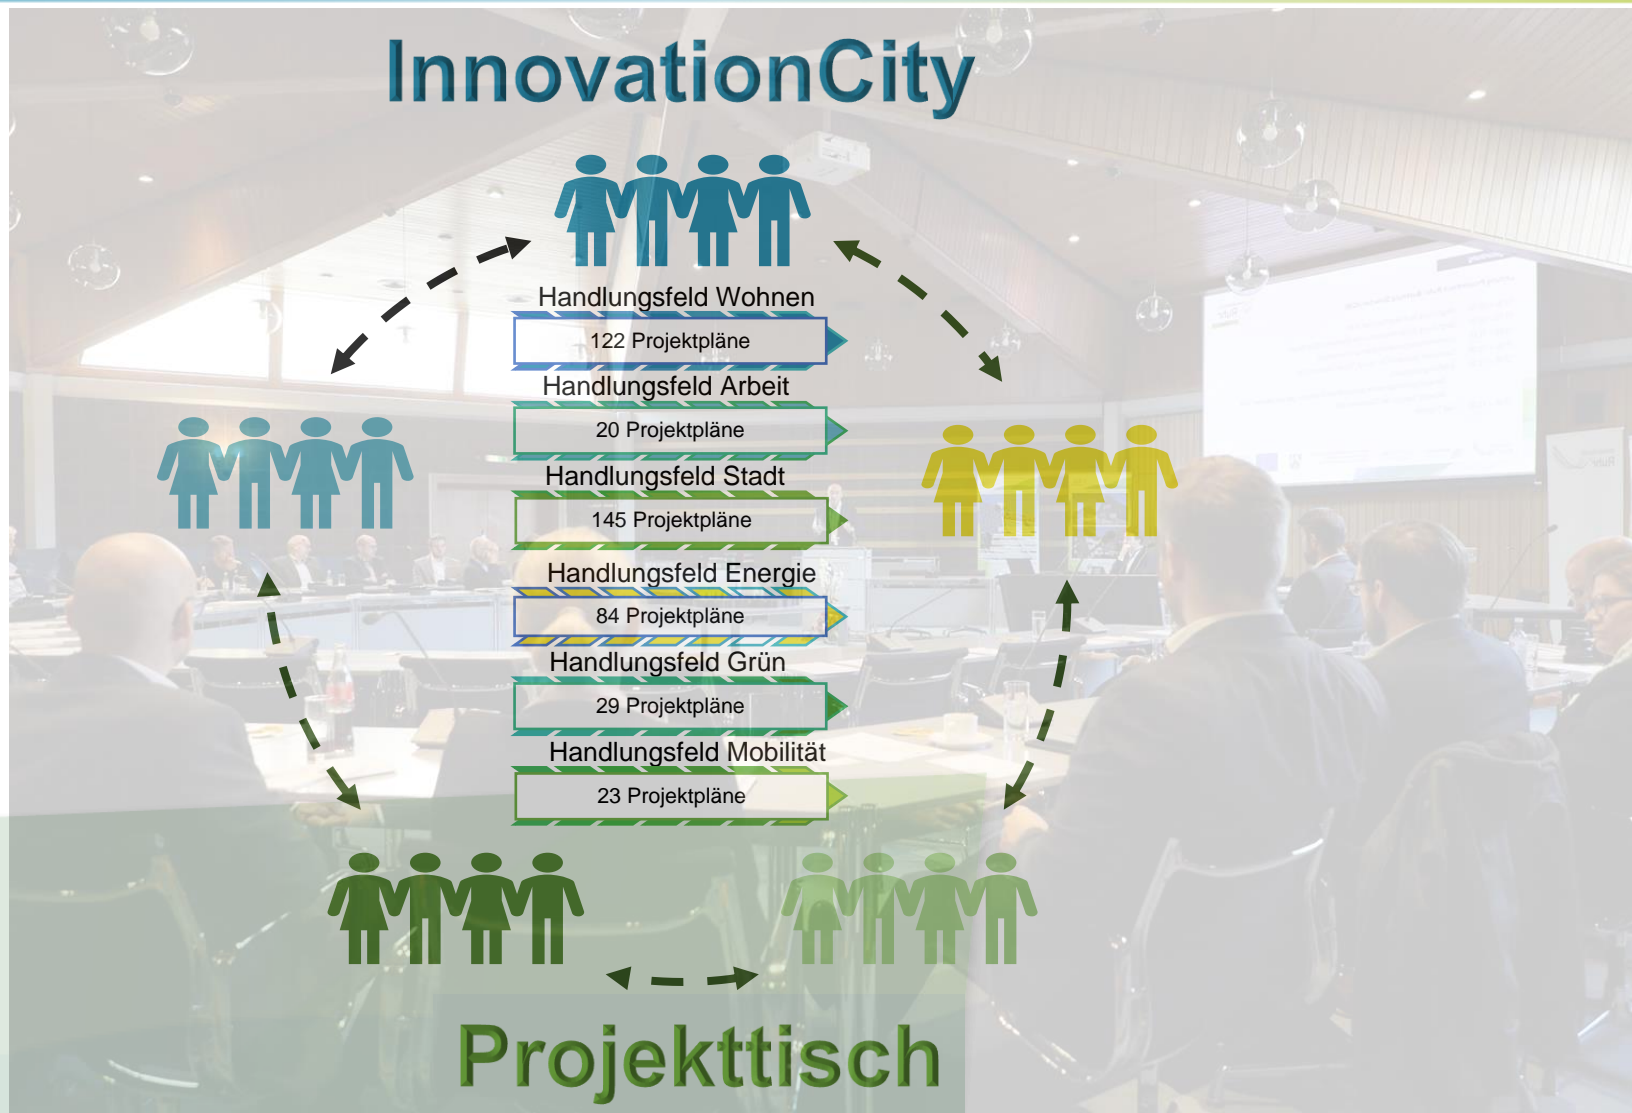 InnovationCity
Handlungsfeld Wohnen
122 Projektpläne
Handlungsfeld Arbeit
20 Projektpläne
Handlungsfeld Stadt
145 Projektpläne
Handlungsfeld Energie
84 Projektpläne
Handlungsfeld Grün
29 Projektpläne
Handlungsfeld Mobilität
23 Projektpläne
Projekttisch